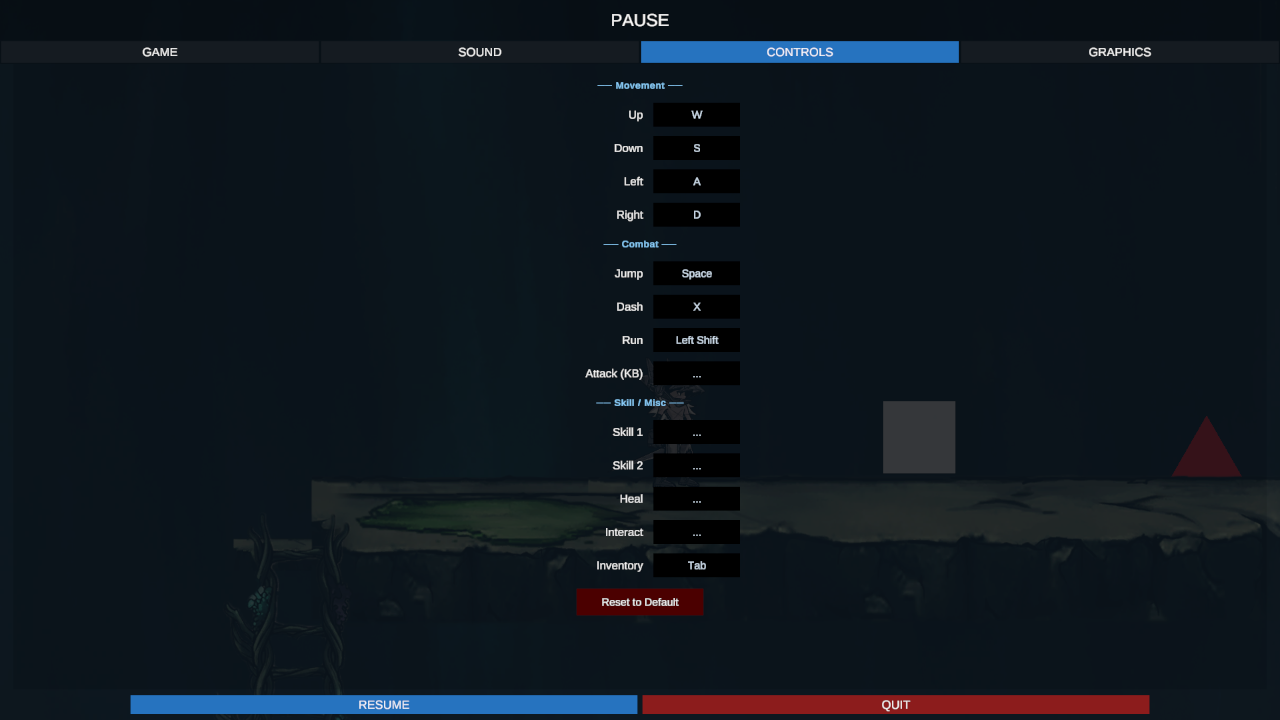 PAUSE
GAME SOUND CONTROLS GRAPHICS
Movement
Up W
Down S
Left A
Right D
Combat
Jump Space
Dash X
Run Left Shift
Attack (KB) ...
Skill / Misc
Skill 1 ...
Skill 2 ...
Heal ...
Interact ...
Inventory Tab
Reset to Default
RESUME QUIT